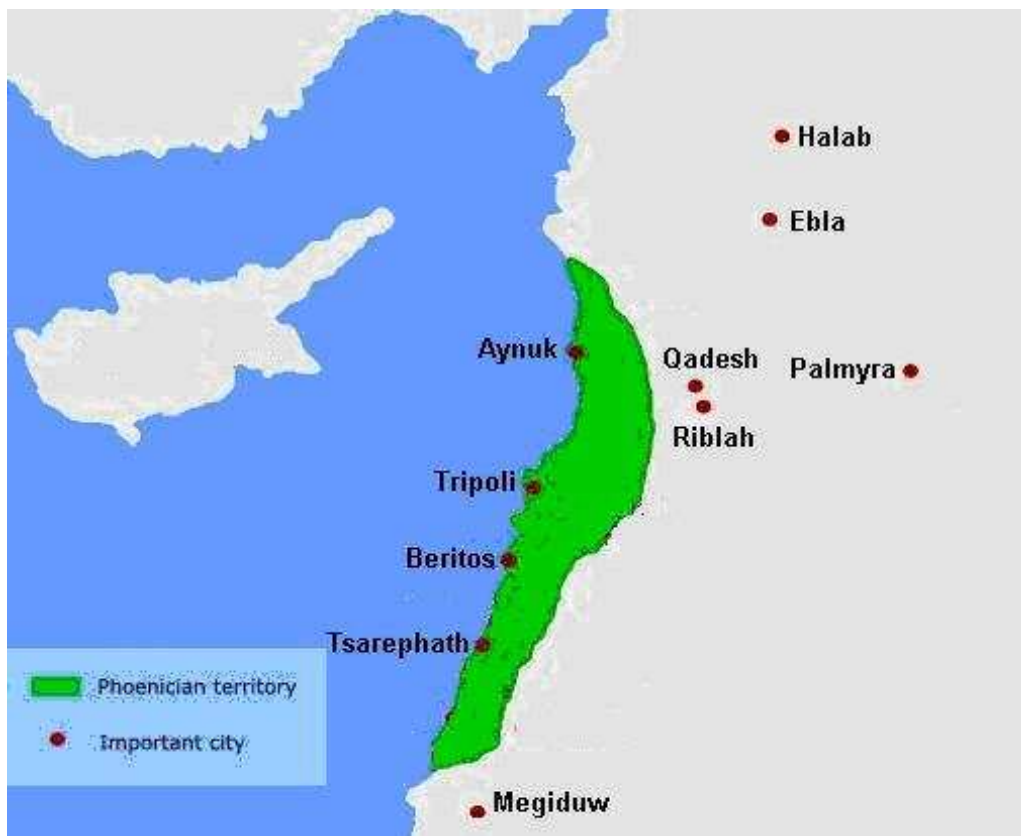 Halab
Ebla
Aynuk
Qadesh
Palmyra
Riblah
Tripoli
Beritos
Tsarephath
Phoenician territory
Important city
Megiduw